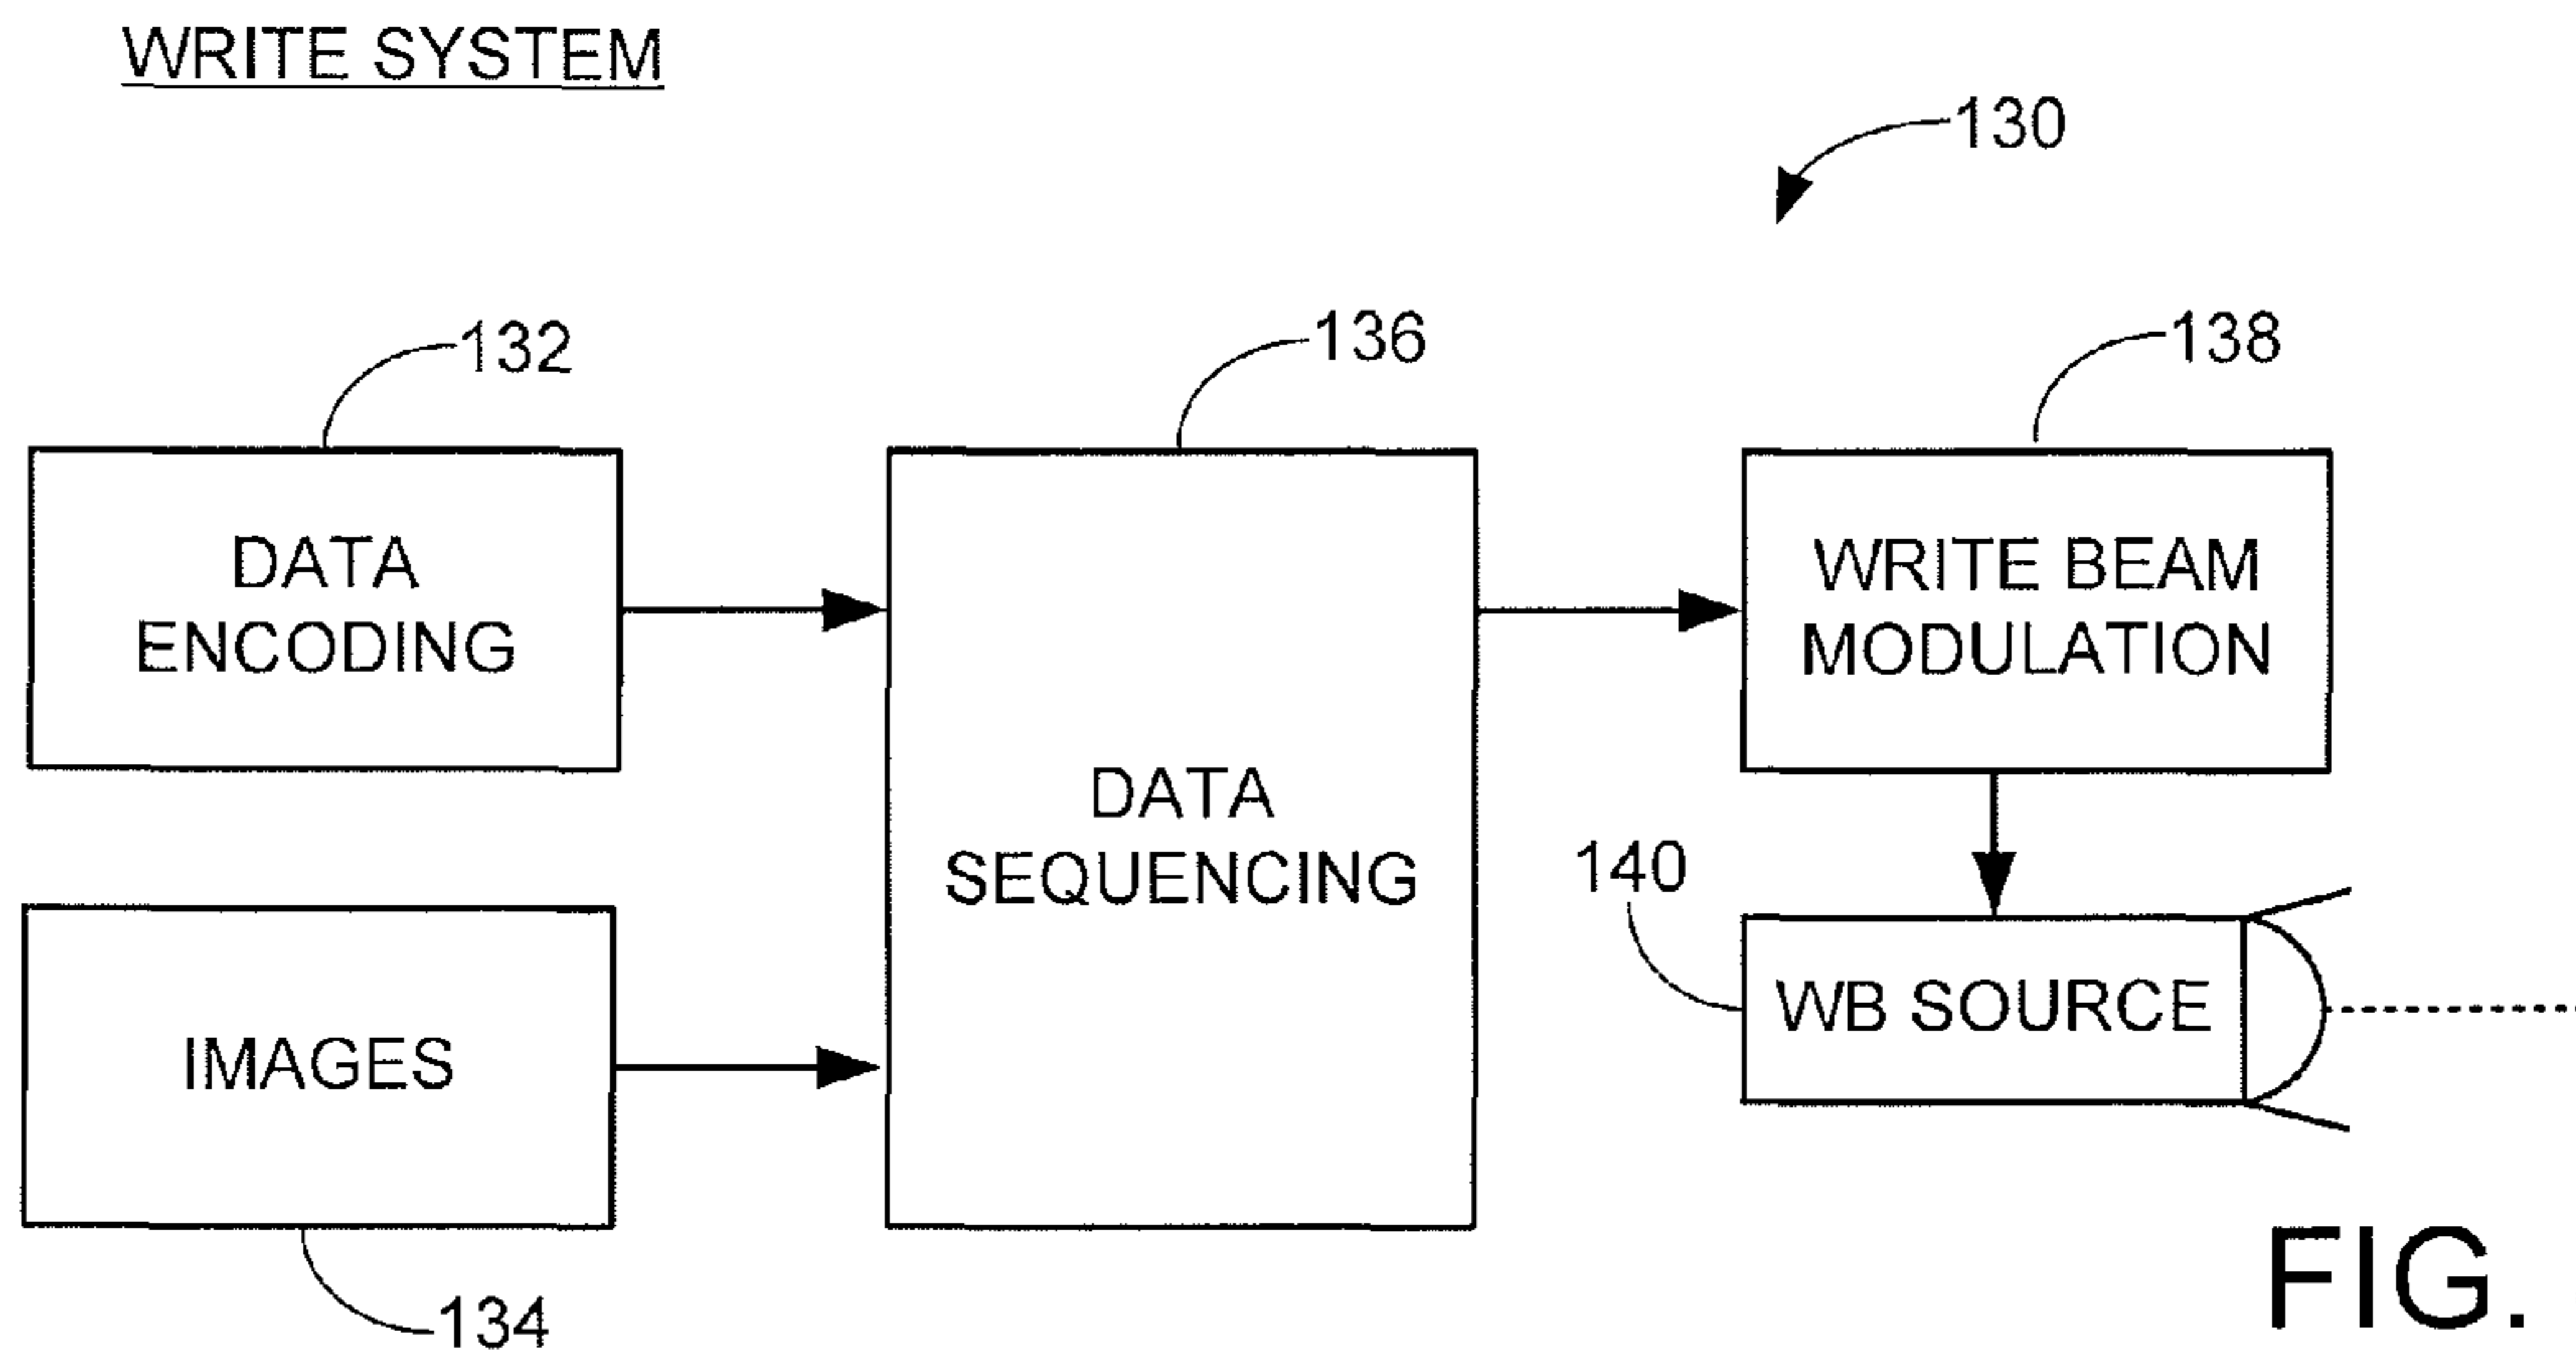 WRITE SYSTEM
130
132
136
138
DATA
ENCODING
WRITE BEAM
MODULATION
DATA
SEQUENCING
140
WB SOURCE
IMAGES
134
FIG.